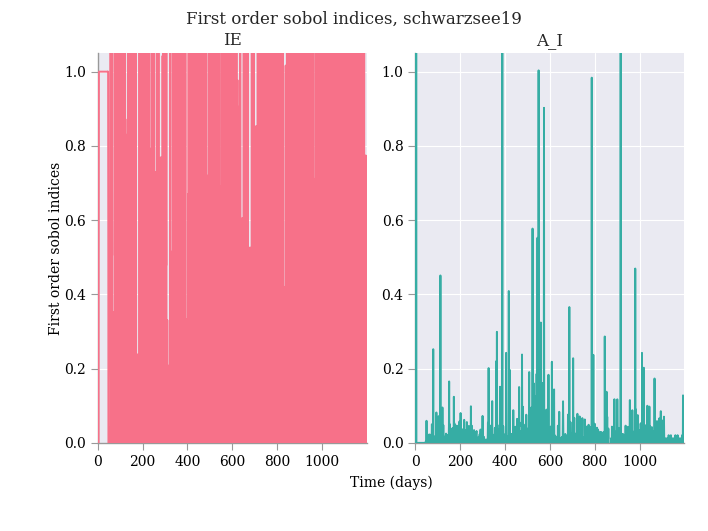 First order sobol indices, schwarzsee19
IE
A_I
First order sobol indices
1.0
0.8
0.6
0.4
0.2
0.0
0 200 400 600 800 1000
1.0
0.8
0.6
0.4
0.2
0.0
0 200 400 600 800 1000
Time (days)